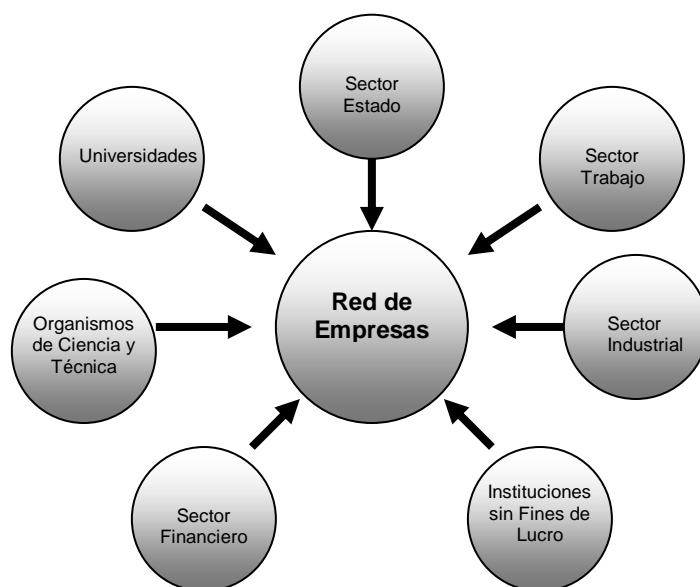 Sector
Estado
Universidades
Sector
Trabajo
Red de
Empresas
Organismos
de Ciencia y
Técnica
Sector
Industrial
Sector
Financiero
Instituciones
sin Fines de
Lucro